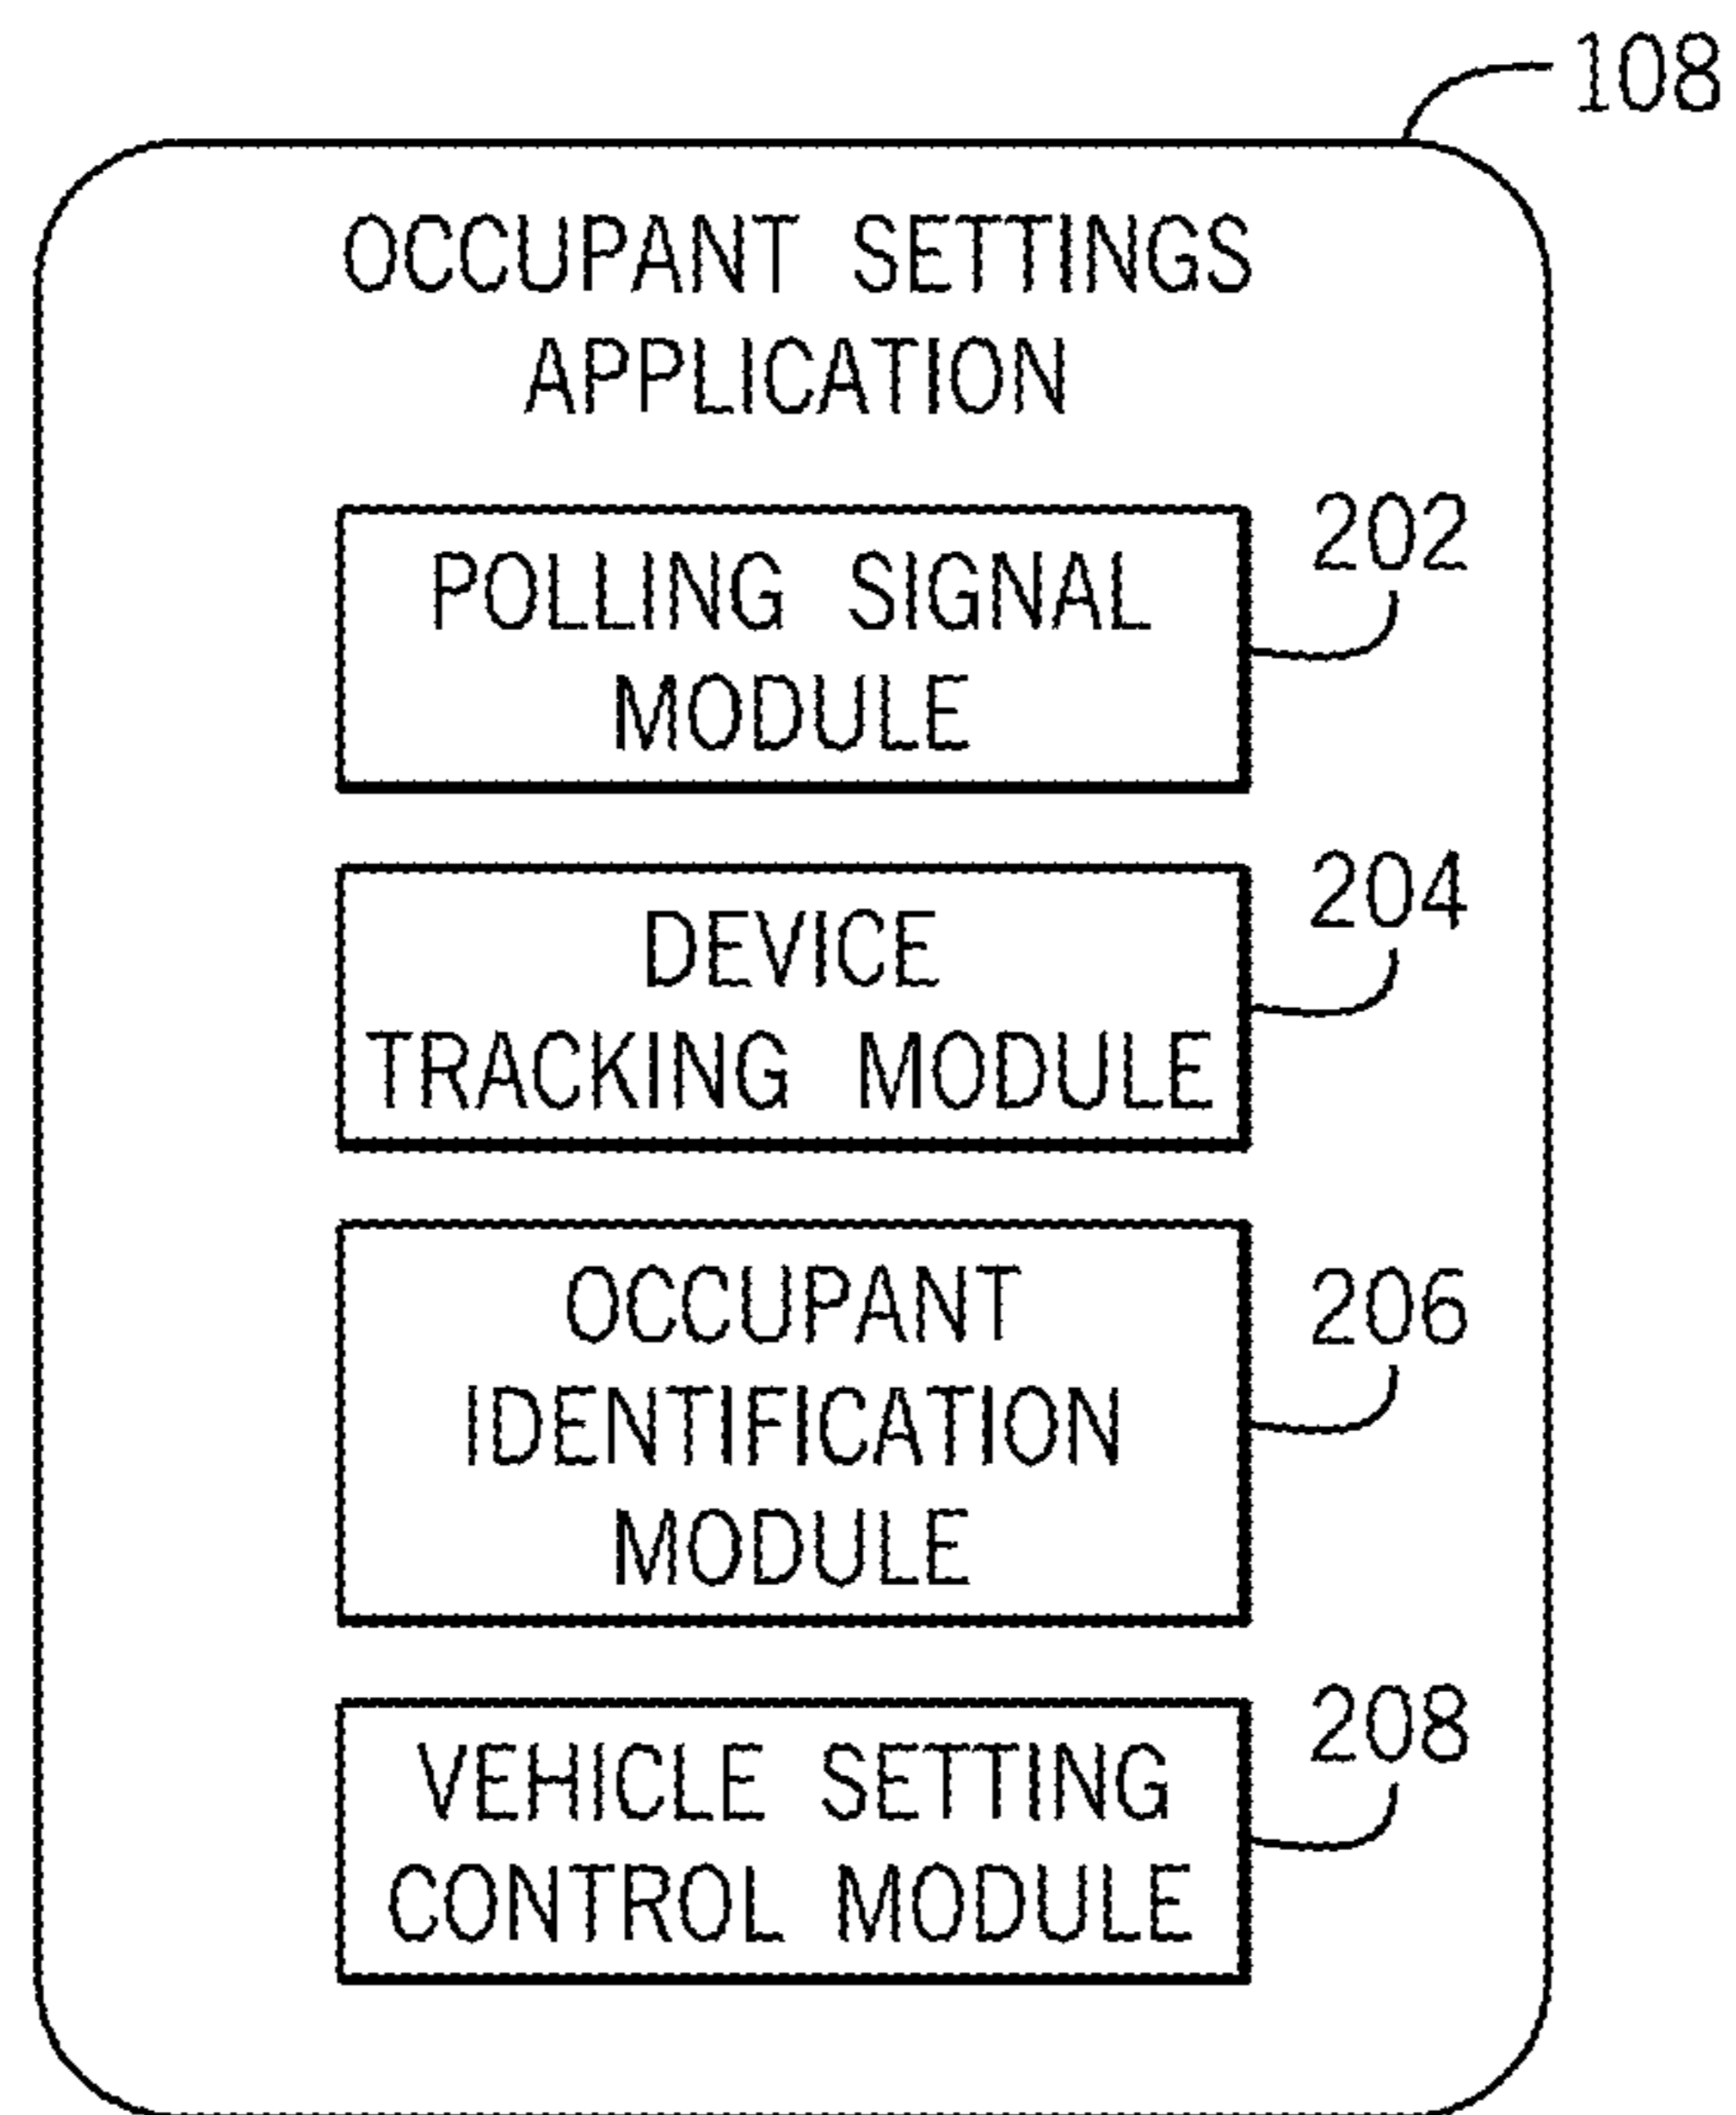 108
OCCUPANT SETTINGS
APPLICATION
202
POLLING SIGNAL
MODULE
204
DEVICE
TRACKING MODULE
206
OCCUPANT
IDENTIFICATION
MODULE
208
VEHICLE SETTING
CONTROL MODULE